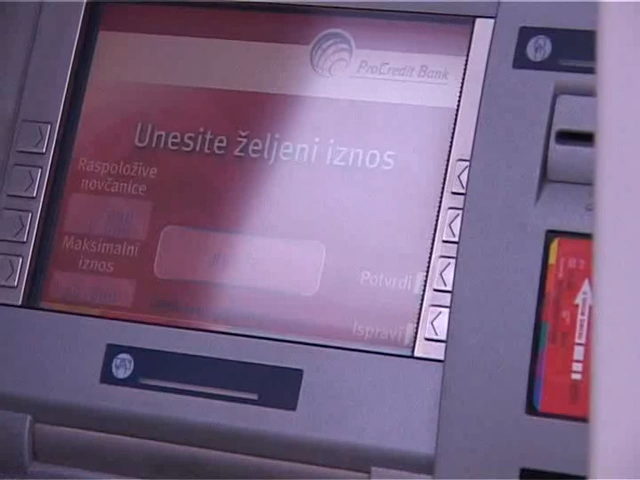 ProCredit Bank
Unesite željeni iznos
Raspoložive
novčanice
Maksimalni
iznos
Potvrdi
Ispravi